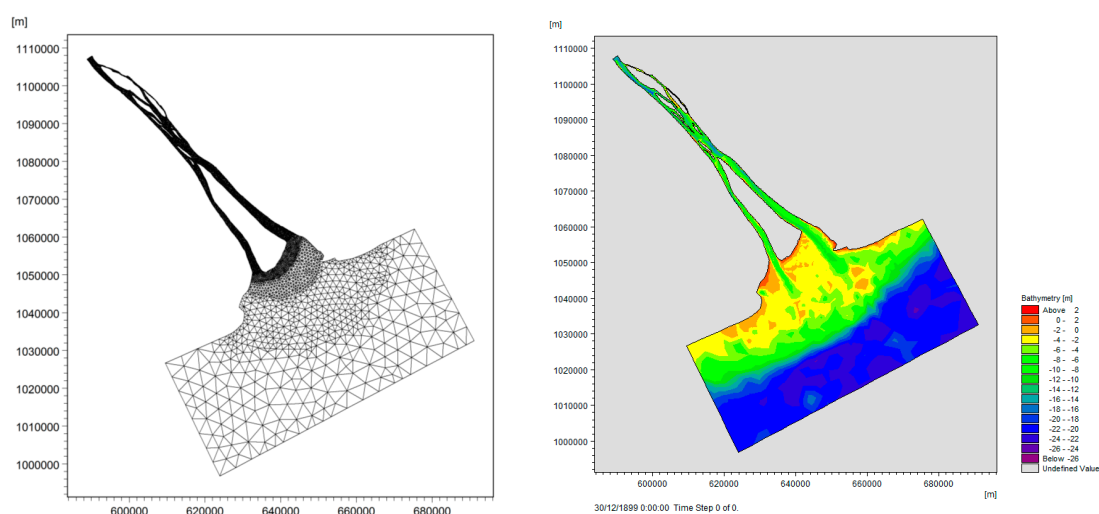 [m]
1110000
1100000
1090000
1080000
1070000
1060000
1050000
1040000
1030000
1020000
1010000
1000000
600000 620000 640000 660000 680000
[m]
1110000
1100000
1090000
1080000
1070000
1060000
1050000
1040000
1030000
1020000
1010000
1000000
600000 620000 640000 660000 680000
[m]
30/12/1899 0:00:00 Time Step 0 of 0.
Bathymetry [m]
Above 2
0 - 2
-2 - 0
-4 - -2
-6 - -4
-8 - -6
-10 - -8
-12 - -10
-14 - -12
-16 - -14
-18 - -16
-20 - -18
-22 - -20
-24 - -22
-26 - -24
Below -26
Undefined Value